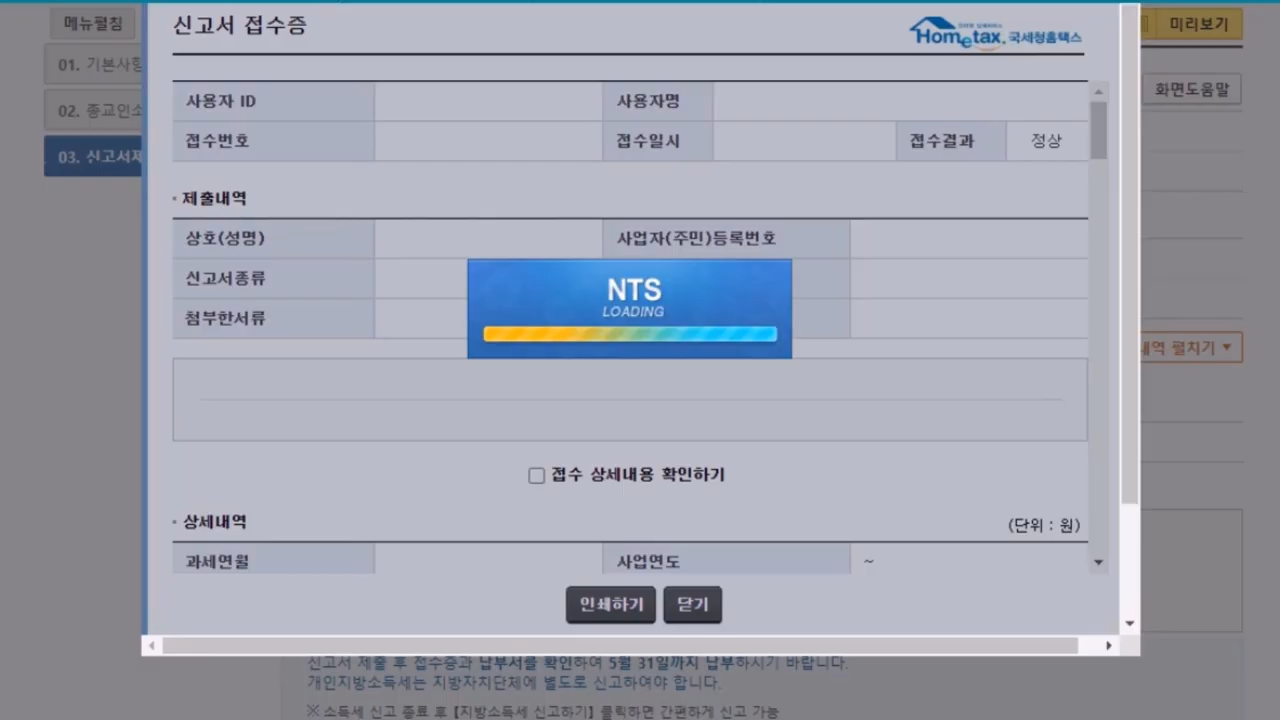 메뉴펼침
신고서 접수증
Hometax. 국세청홈택스
미리보기
01. 기본사항
화면도움말
사용자 ID
사용자명
02. 종교인소
접수번호
접수일시
접수결과
정상
03. 신고서제
제출내역
상호(성명)
사업자(주민)등록번호
신고서종류
NTS
LOADING
첨부한서류
내역 펼치기
접수 상세내용 확인하기
상세내역
(단위 : 원)
과세연월
사업연도
~
인쇄하기
닫기
신고서 제출 후 접수증과 납부서를 확인하여 5월 31일까지 납부하시기 바랍니다.
개인지방소득세는 지방자치단체에 별도로 신고하여야 합니다.
※ 소득세 신고 종료 후 【지방소득세 신고하기】 클릭하면 간편하게 신고 가능